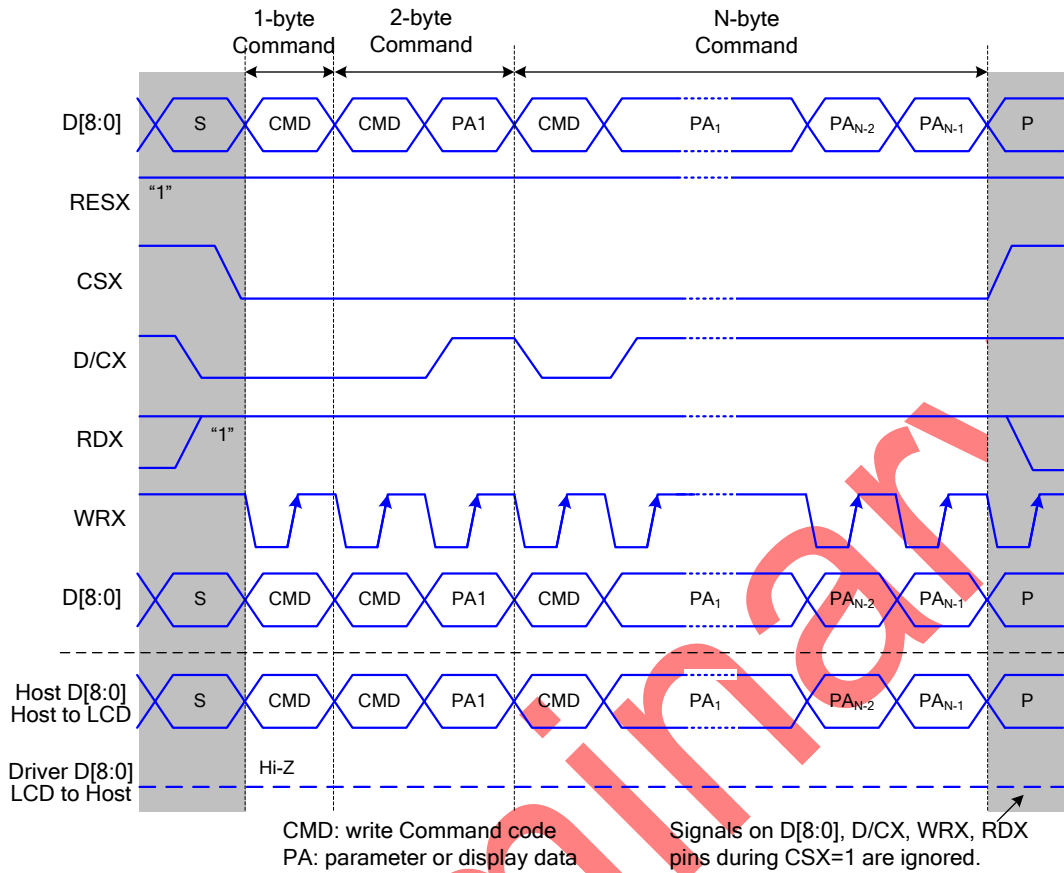 1-byte
Command
2-byte
Command
N-byte
Command
D[8:0]
S
CMD
CMD
PA1
CMD
PA1
PAN-2
PAN-1
P
RESX
“1”
CSX
D/CX
RDX
“1”
WRX
D[8:0]
S
CMD
CMD
PA1
CMD
PA1
PAN-2
PAN-1
P
Host D[8:0]
Host to LCD
S
CMD
CMD
PA1
CMD
PA1
PAN-2
PAN-1
P
Driver D[8:0]
LCD to Host
Hi-Z
CMD: write Command code
PA: parameter or display data
Signals on D[8:0], D/CX, WRX, RDX
pins during CSX=1 are ignored.